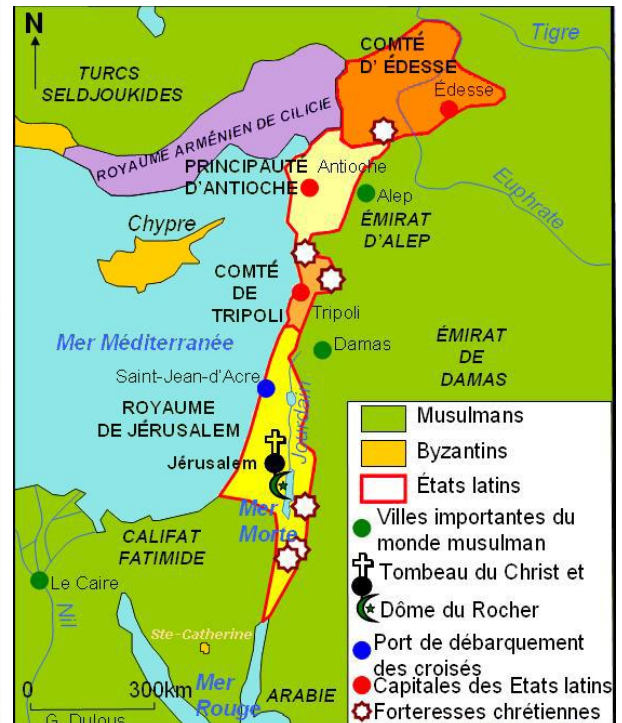 N
TURCS
SELDJOUKIDES
COMTÉ
D' ÉDESSE
Tigre
Édesse
ROYAUME ARMÉNIEN DE CILICIE
PRINCIPAUTÉ
D'ANTIOCHE
Antioche
Alep
Euphrate
ÉMIRAT
D'ALEP
Chypre
COMTÉ
DE
TRIPOLI
Tripoli
Mer Méditerranée
Damas
ÉMIRAT
DE
DAMAS
Saint-Jean-d'Acre
ROYAUME
DE JÉRUSALEM
Jourdain
Jérusalem
Mer
Morte
CALIFAT
FATIMIDE
Le Caire
Nil
Ste-Catherine
0
300km
Mer
Rouge
ARABIE
G. Dulous
Musulmans
Byzantins
États latins
Villes importantes du
monde musulman
Tombeau du Christ et
Dôme du Rocher
Port de débarquement
des croisés
Capitales des Etats latins
Forteresses chrétiennes